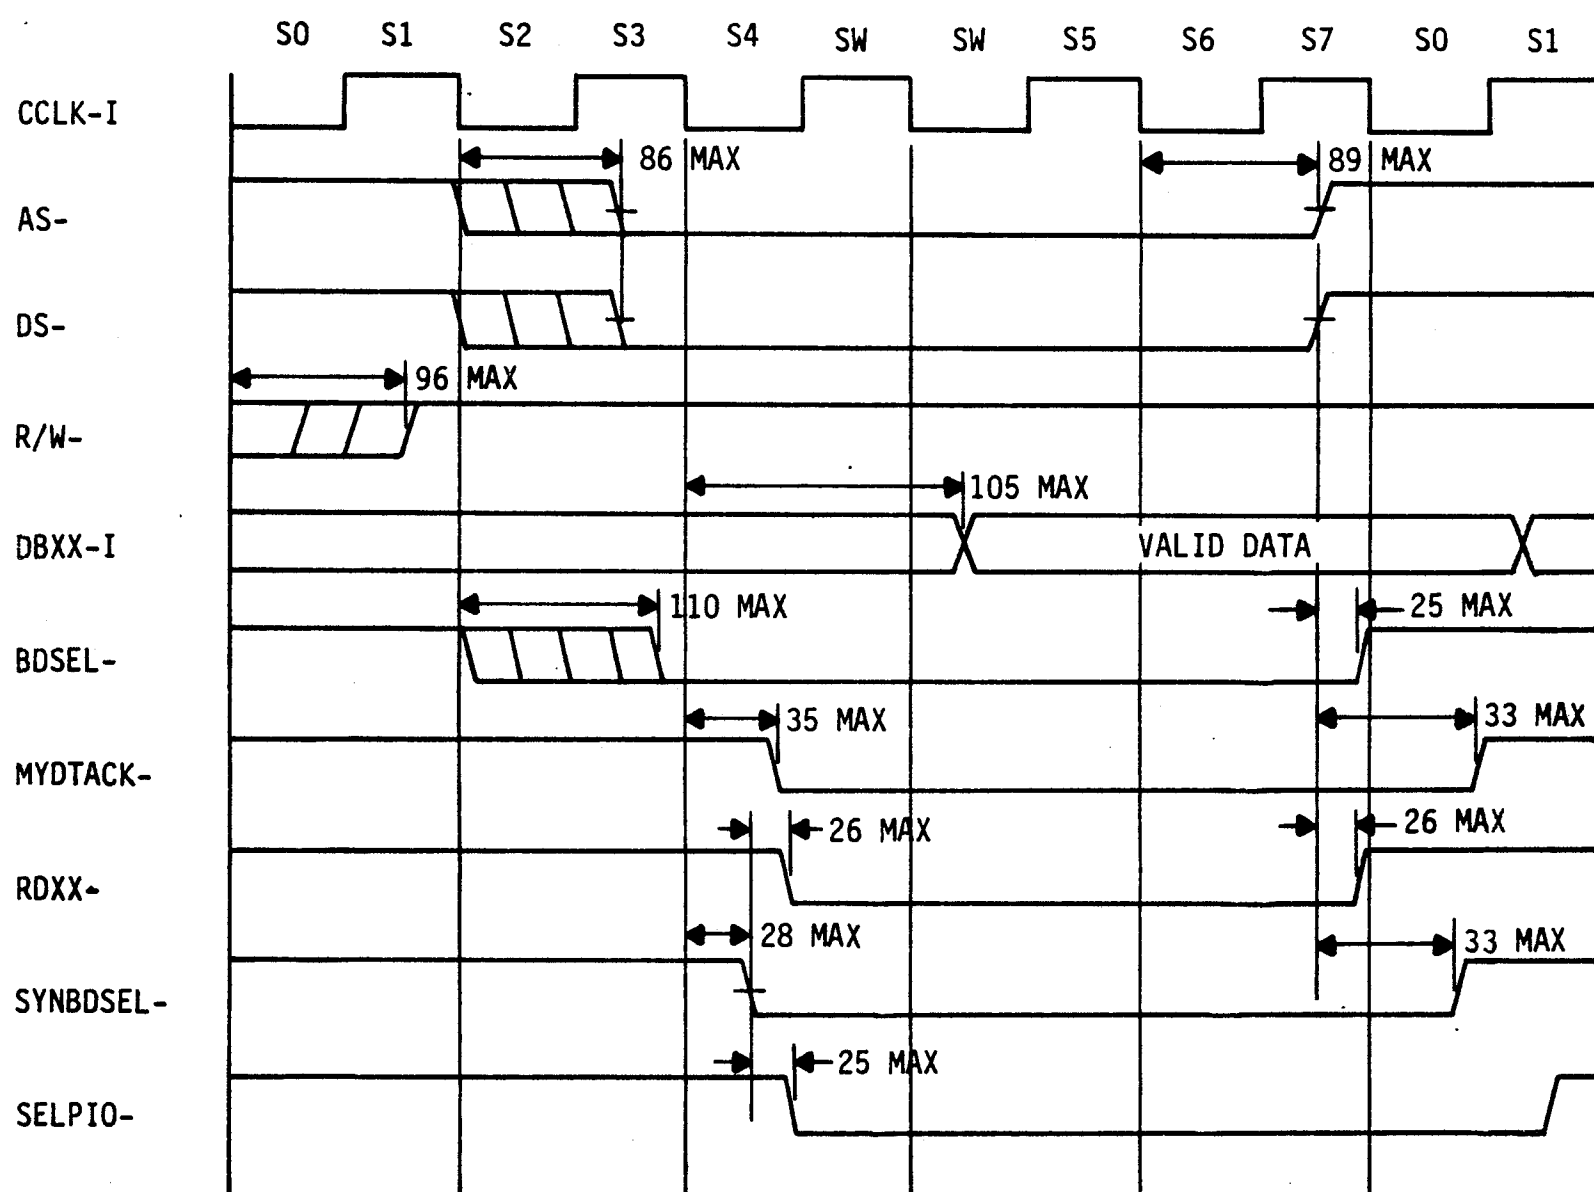 S0 S1 S2 S3 S4 SW SW S5 S6 S7 S0 S1
CCLK-I
86 MAX 89 MAX
AS-
DS-
96 MAX
R/W-
105 MAX
DBXX-I VALID DATA
110 MAX 25 MAX
BDSEL-
35 MAX 33 MAX
MYDTACK-
26 MAX 26 MAX
RDXX-
28 MAX 33 MAX
SYNBDSEL-
25 MAX
SELPIO-